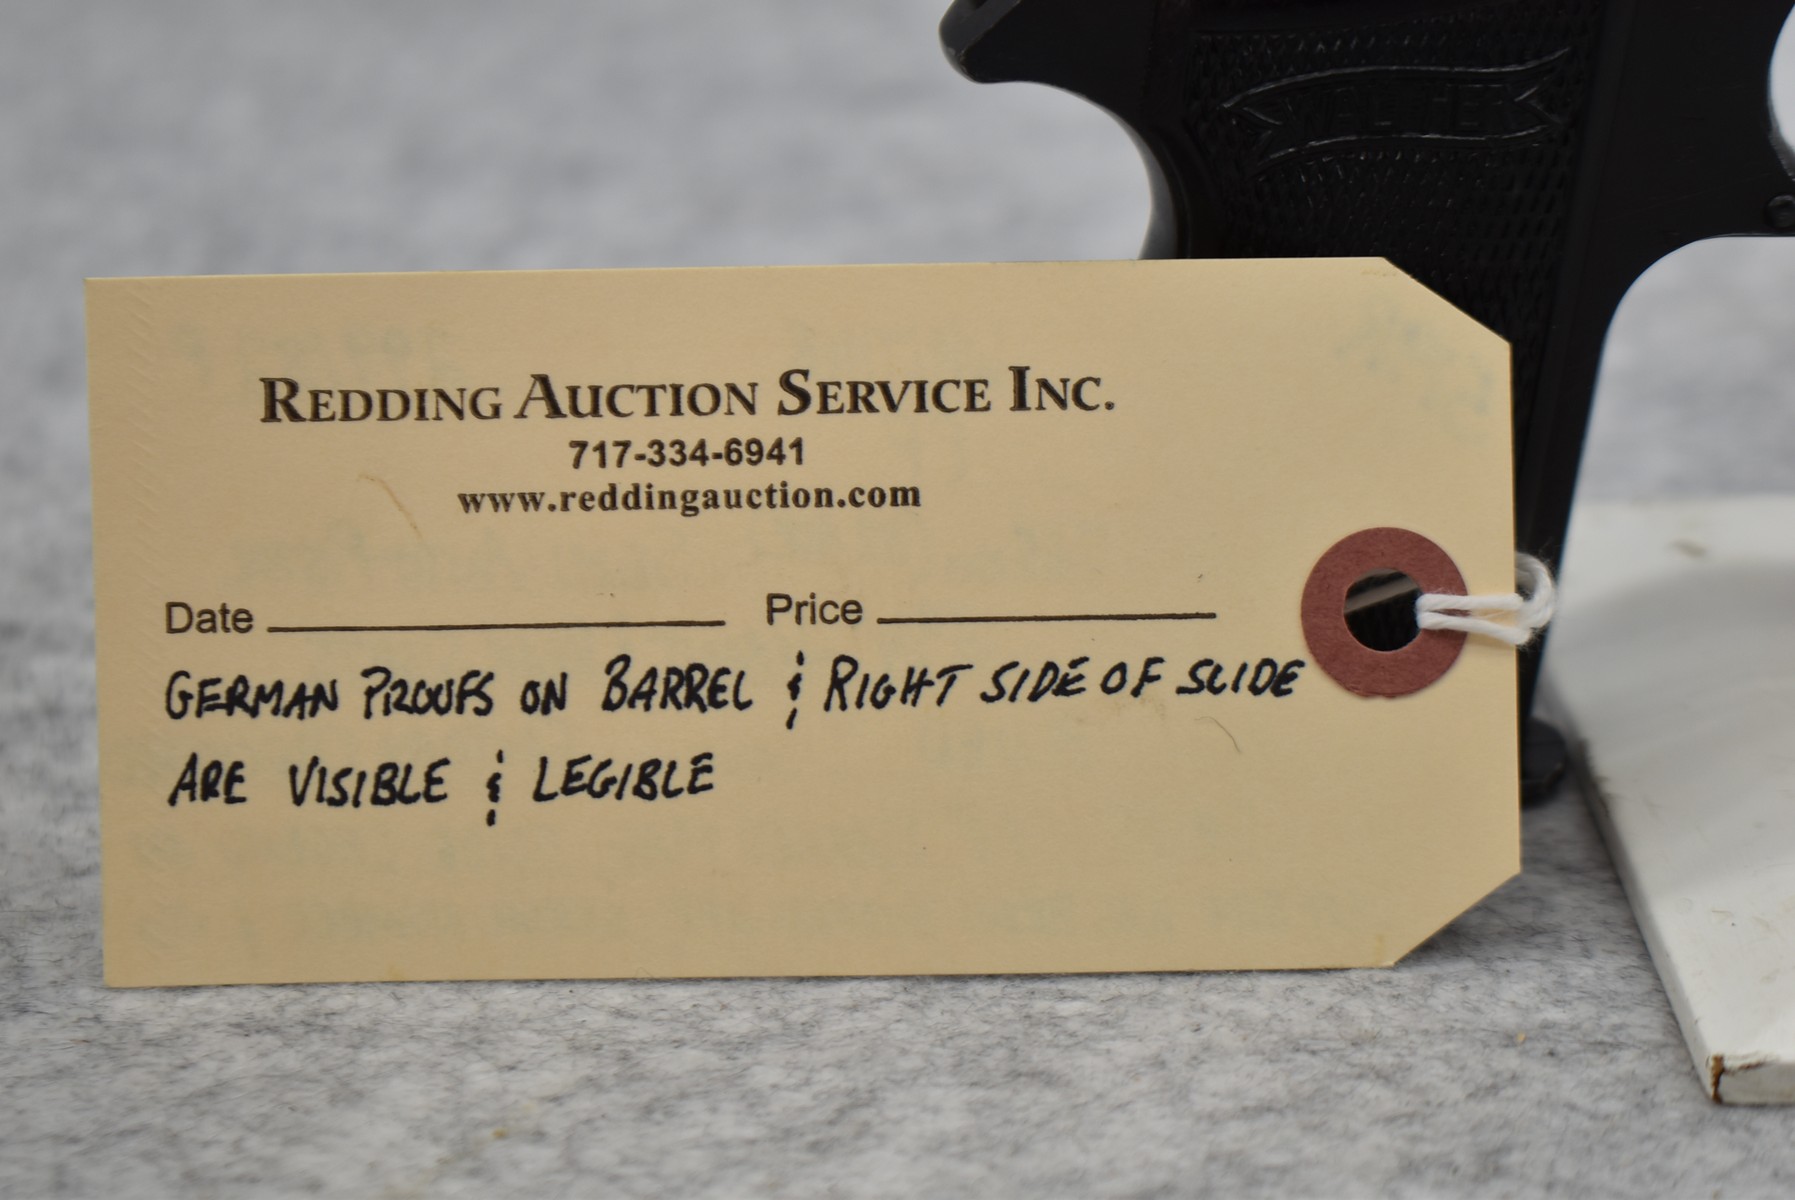 WALTHER
REDDING AUCTION SERVICE INC.
717-334-6941
www.reddingauction.com
Date Price
GERMAN PROOFS ON BARREL & RIGHT SIDE OF SLIDE
ARE VISIBLE & LEGIBLE